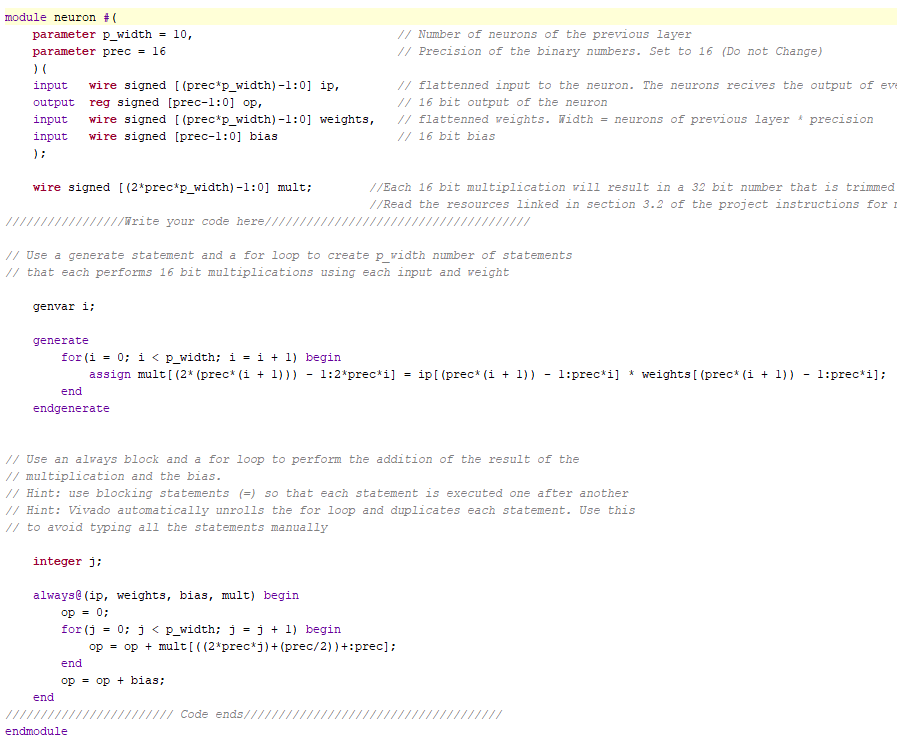 module neuron #(
parameter p_width = 10, // Number of neurons of the previous layer
parameter prec = 16 // Precision of the binary numbers. Set to 16 (Do not Change)
)(
input wire signed [(prec*p_width)-1:0] ip, // flattenned input to the neuron. The neurons recives the output of
output reg signed [prec-1:0] op, // 16 bit output of the neuron
input wire signed [(prec*p_width)-1:0] weights, // flattenned weights. Width = neurons of previous layer * precision
input wire signed [prec-1:0] bias // 16 bit bias
);
wire signed [(2*prec*p_width)-1:0] mult; //Each 16 bit multiplication will result in a 32 bit number that is trimmed
//Read the resources linked in section 3.2 of the project instructions for
/////////////////Write your code here//////////////////////////////////////
// Use a generate statement and a for loop to create p_width number of statements
// that each performs 16 bit multiplications using each input and weight
genvar i;
generate
for(i = 0; i < p_width; i = i + 1) begin
assign mult[(2*(prec*(i + 1))) - 1:2*prec*i] = ip[(prec*(i + 1)) - 1:prec*i] * weights[(prec*(i + 1)) - 1:prec*i];
end
endgenerate
// Use an always block and a for loop to perform the addition of the result of the
// multiplication and the bias.
// Hint: use blocking statements (=) so that each statement is executed one after another
// Hint: Vivado automatically unrolls the for loop and duplicates each statement. Use this
// to avoid typing all the statements manually
integer j;
always@(ip, weights, bias, mult) begin
op = 0;
for(j = 0; j < p_width; j = j + 1) begin
op = op + mult[((2*prec*j)+(prec/2))+:prec];
end
op = op + bias;
end
//////////////////////// Code ends/////////////////////////////////////
endmodule